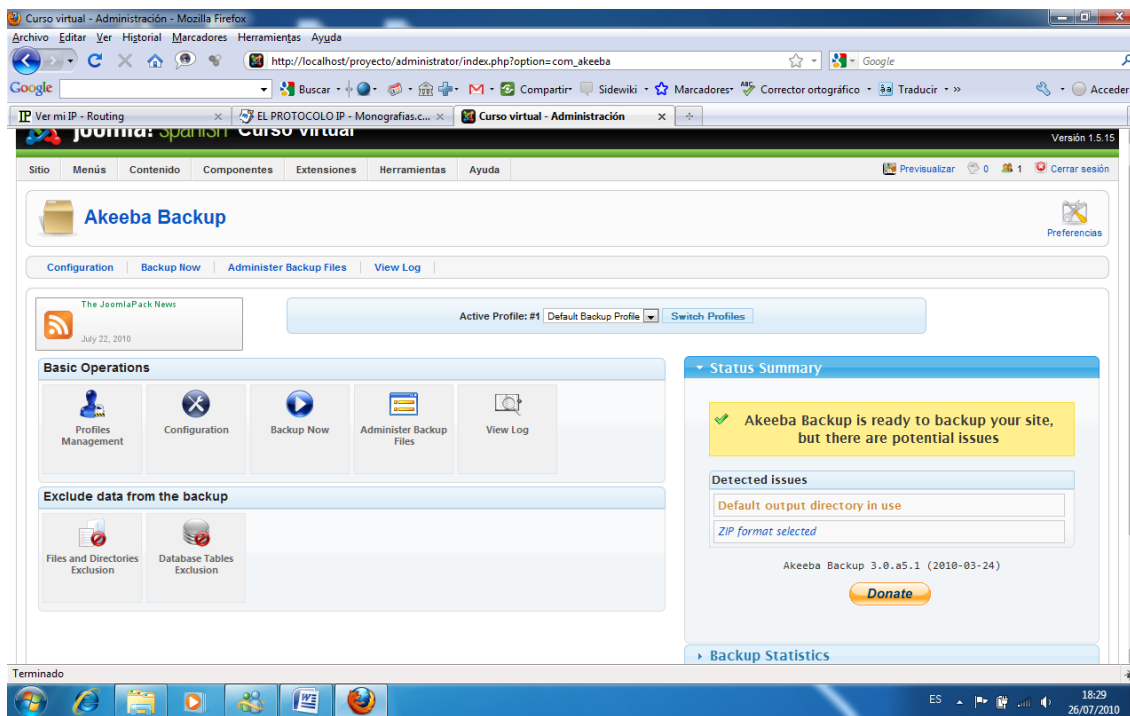 Curso virtual - Administración - Mozilla Firefox
Archivo Editar Ver Historial Marcadores Herramientas Ayuda
http://localhost/proyecto/administrator/index.php?option=com_akeeba
Google
Google Buscar Compartir Sidewiki Marcadores Corrector ortográfico Traducir » Acceder
Ver mi IP - Routing EL PROTOCOLO IP - Monografias.c... Curso virtual - Administración
Joomla! Spanish Curso virtual Versión 1.5.15
Sitio Menús Contenido Componentes Extensiones Herramientas Ayuda Previsualizar 0 1 Cerrar sesión
Akeeba Backup
Preferencias
Configuration Backup Now Administer Backup Files View Log
The JoomlaPack News
July 22, 2010
Active Profile: #1 Default Backup Profile Switch Profiles
Basic Operations
Profiles Management
Configuration
Backup Now
Administer Backup Files
View Log
Exclude data from the backup
Files and Directories Exclusion
Database Tables Exclusion
Status Summary
Akeeba Backup is ready to backup your site,
but there are potential issues
Detected issues
Default output directory in use
ZIP format selected
Akeeba Backup 3.0.a5.1 (2010-03-24)
Donate
Backup Statistics
Terminado
ES 18:29
26/07/2010